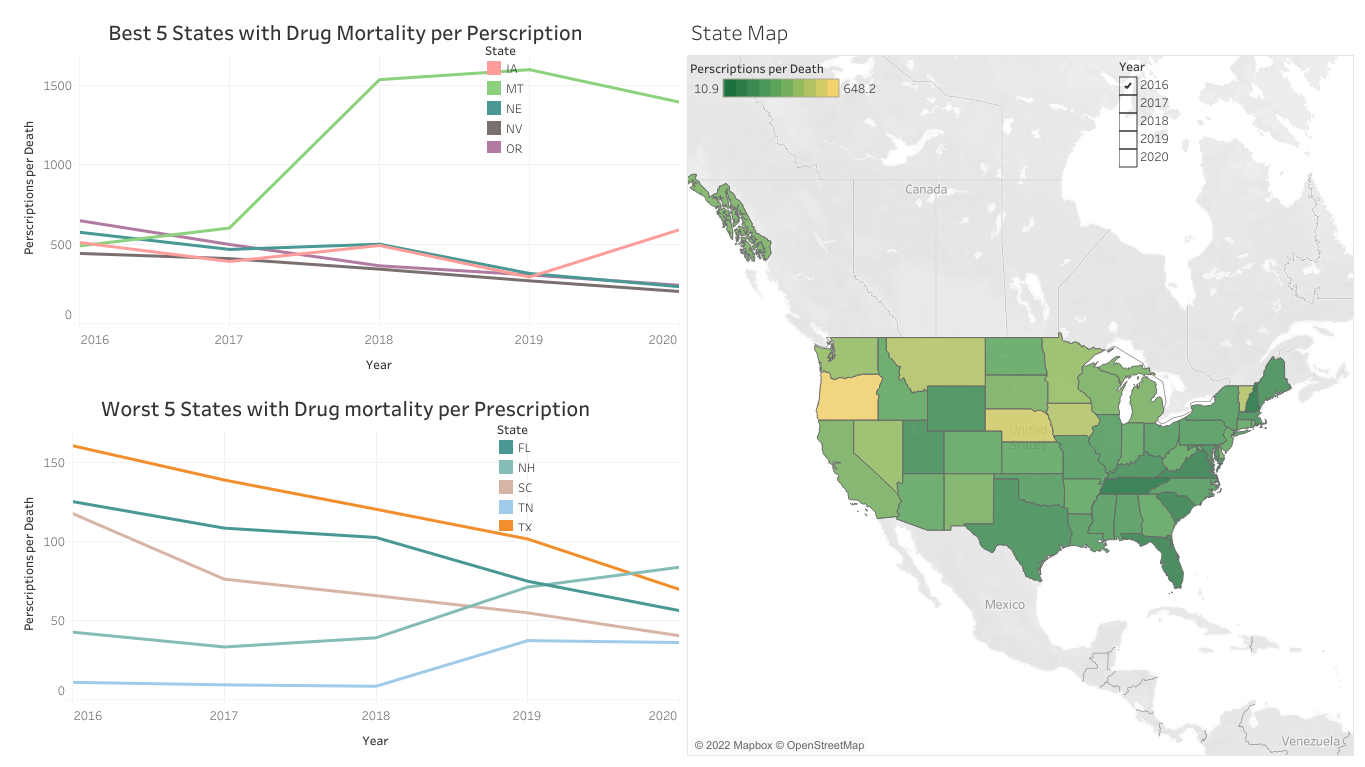 Best 5 States with Drug Mortality per Perscription
State
IA
MT
NE
NV
OR
Perscriptions per Death
1500
1000
500
0
2016 2017 2018 2019 2020
Year
Worst 5 States with Drug mortality per Prescription
State
FL
NH
SC
TN
TX
Perscriptions per Death
150
100
50
0
2016 2017 2018 2019 2020
Year
State Map
Perscriptions per Death
10.9 648.2
Year
2016
2017
2018
2019
2020
Canada
United
States
Mexico
Venezuela
© 2022 Mapbox © OpenStreetMap